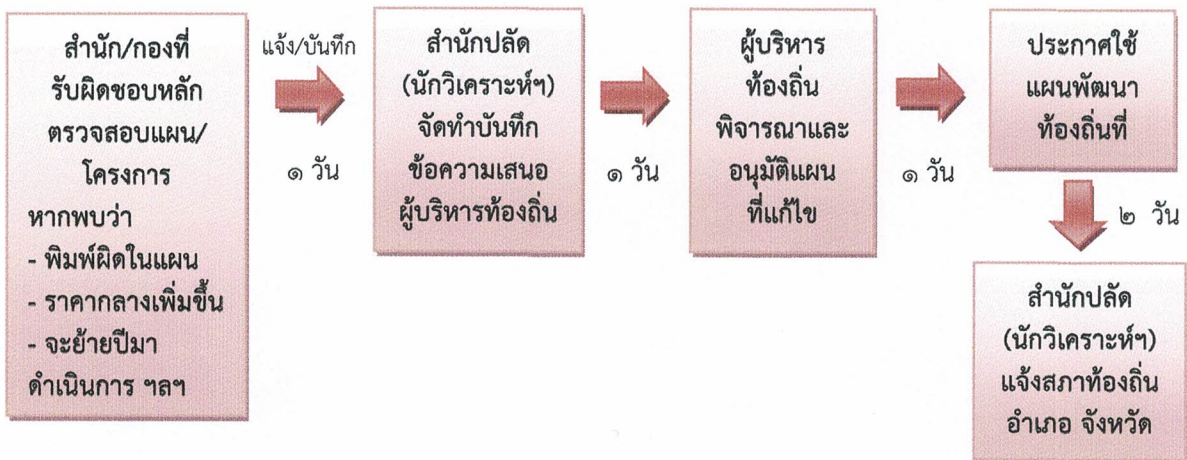 สำนัก/กองที่
รับผิดชอบหลัก
ตรวจสอบแผน/
โครงการ
หากพบว่า
- พิมพ์ผิดในแผน
- ราคากลางเพิ่มขึ้น
- จะย้ายปีมา
ดำเนินการ ฯลฯ
แจ้ง/บันทึก
๑ วัน
สำนักปลัด
(นักวิเคราะห์ฯ)
จัดทำบันทึก
ข้อความเสนอ
ผู้บริหารท้องถิ่น
๑ วัน
ผู้บริหาร
ท้องถิ่น
พิจารณาและ
อนุมัติแผน
ที่แก้ไข
๑ วัน
ประกาศใช้
แผนพัฒนา
ท้องถิ่นที่
๒ วัน
สำนักปลัด
(นักวิเคราะห์ฯ)
แจ้งสภาท้องถิ่น
อำเภอ จังหวัด